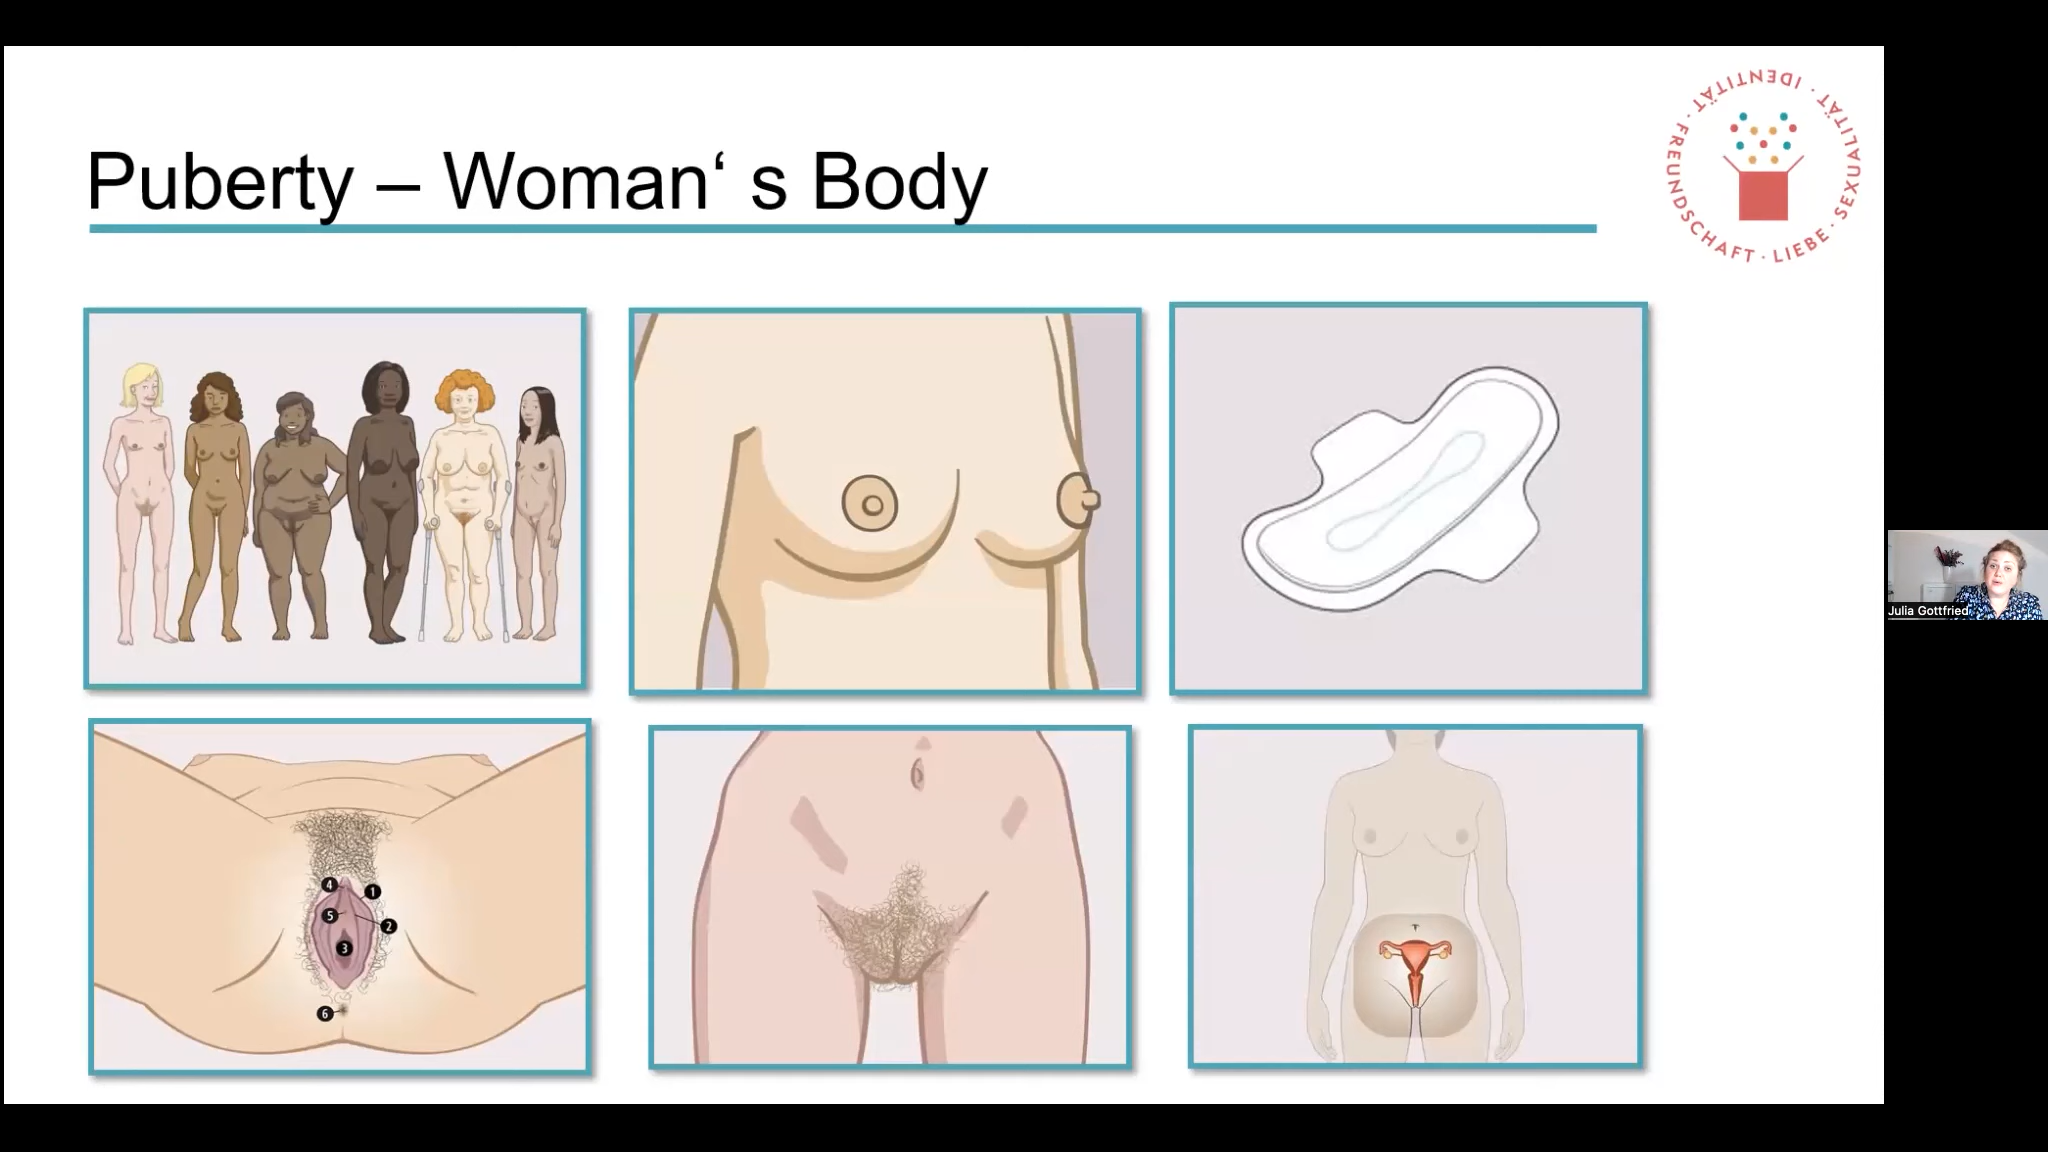 Puberty – Woman‘ s Body
FREUNDSCHAFT · LIEBE · SEXUALITÄT · IDENTITÄT ·
Julia Gottfried
4
1
5
2
3
6